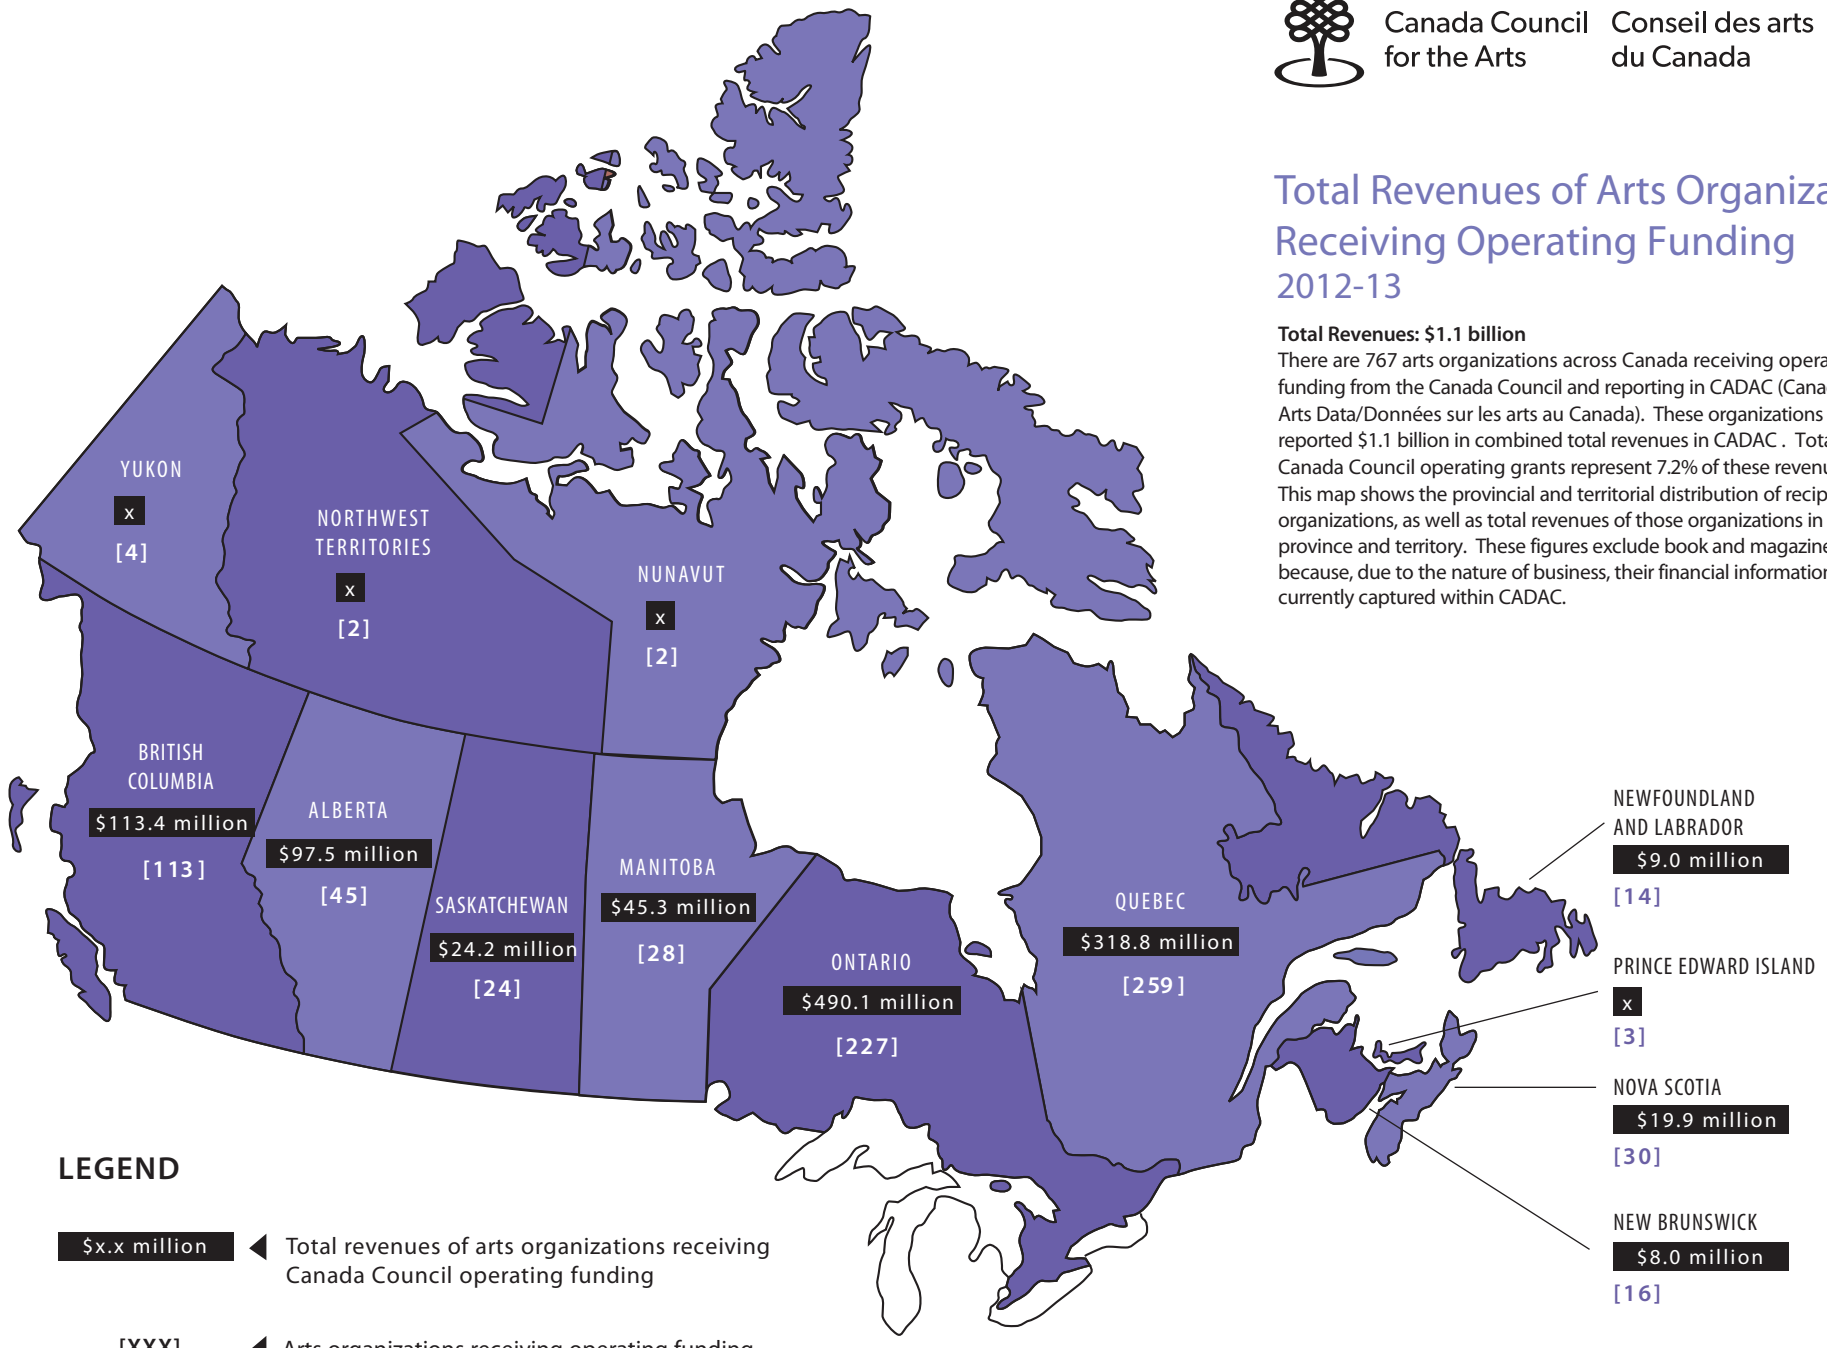 Canada Council Conseil des arts
for the Arts du Canada
Total Revenues of Arts
Receiving Operating Funding
2012-13
Total Revenues: $1.1 billion
There are 767 arts organizations across Canada receiving
funding from the Canada Council and reporting in CADAC
Arts Data/Données sur les arts au Canada). These organizations
reported $1.1 billion in combined total revenues in CADAC .
Canada Council operating grants represent 7.2% of these
This map shows the provincial and territorial distribution of
organizations, as well as total revenues of those organizations in
province and territory. These figures exclude book and
because, due to the nature of business, their financial
currently captured within CADAC.
YUKON
x
[4]
NORTHWEST
TERRITORIES
x
[2]
NUNAVUT
x
[2]
BRITISH
COLUMBIA
$113.4 million
[113]
ALBERTA
$97.5 million
[45]
SASKATCHEWAN
$24.2 million
[24]
MANITOBA
$45.3 million
[28]
ONTARIO
$490.1 million
[227]
QUEBEC
$318.8 million
[259]
NEWFOUNDLAND
AND LABRADOR
$9.0 million
[14]
PRINCE EDWARD ISLAND
x
[3]
NOVA SCOTIA
$19.9 million
[30]
NEW BRUNSWICK
$8.0 million
[16]
LEGEND
$x.x million Total revenues of arts organizations receiving
Canada Council operating funding
[XXX] Arts organizations receiving operating funding